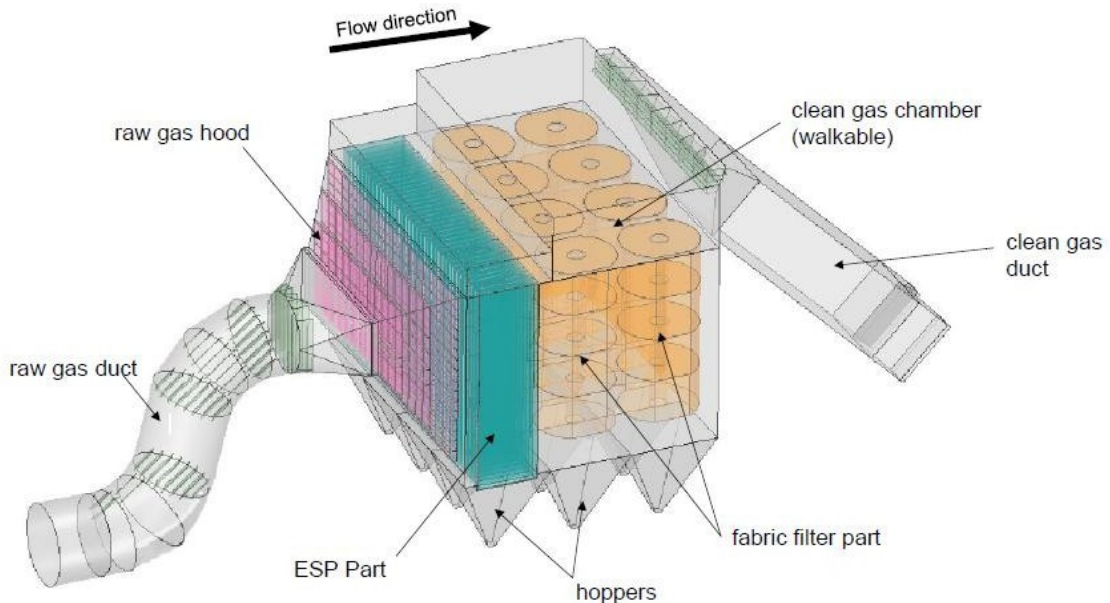 Flow direction
raw gas hood
clean gas chamber
(walkable)
clean gas
duct
raw gas duct
fabric filter part
ESP Part
hoppers